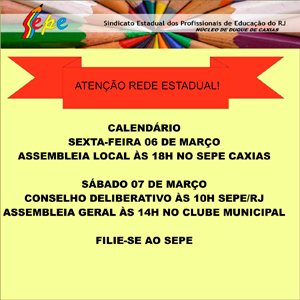 Sepe
Sindicato Estadual dos Profissionais de Educação do RJ
NÚCLEO DE DUQUE DE CAXIAS
ATENÇÃO REDE ESTADUAL!
CALENDÁRIO
SEXTA-FEIRA 06 DE MARÇO
ASSEMBLEIA LOCAL ÀS 18H NO SEPE CAXIAS
SÁBADO 07 DE MARÇO
CONSELHO DELIBERATIVO ÀS 10H SEPE/RJ
ASSEMBLEIA GERAL ÀS 14H NO CLUBE MUNICIPAL
FILIE-SE AO SEPE